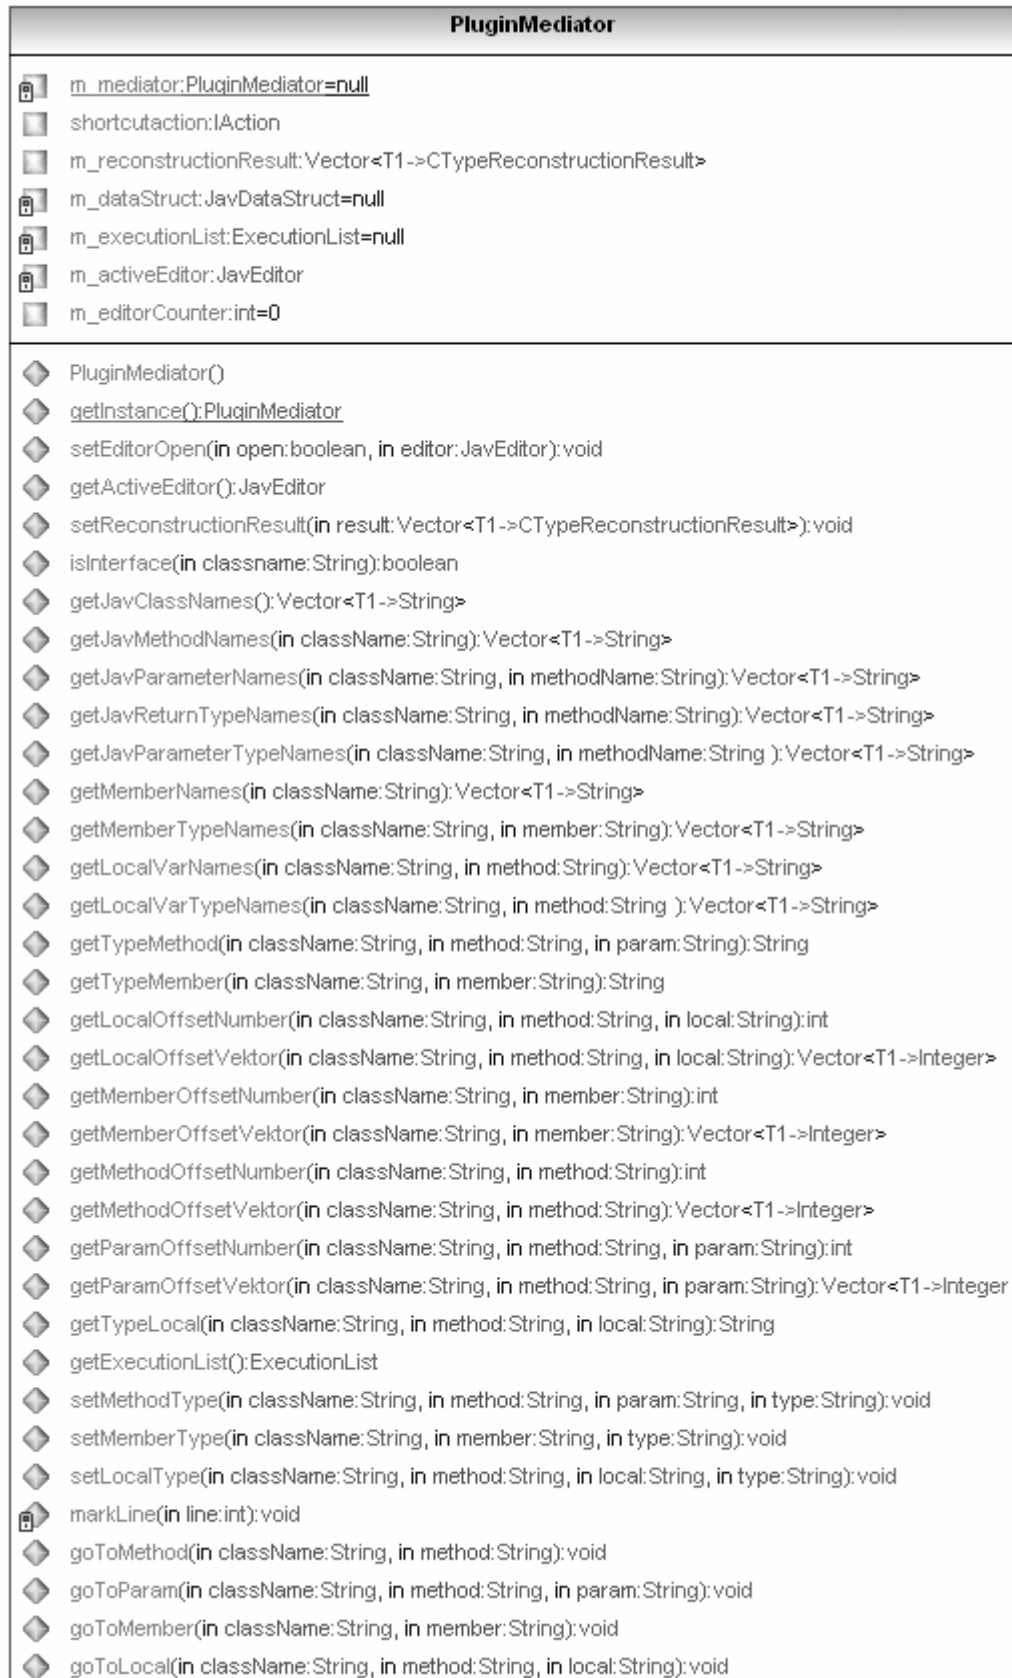 PluginMediator
m_mediator:PluginMediator=null
shortcutaction:IAction
m_reconstructionResult:Vector<T1->CTypeReconstructionResult>
m_dataStruct:JavDataStruct=null
m_executionList:ExecutionList=null
m_activeEditor:JavEditor
m_editorCounter:int=0
PluginMediator()
getInstance():PluginMediator
setEditorOpen(in open:boolean, in editor:JavEditor):void
getActiveEditor():JavEditor
setReconstructionResult(in result:Vector<T1->CTypeReconstructionResult>):void
isInterface(in classname:String):boolean
getJavClassNames():Vector<T1->String>
getJavMethodNames(in className:String):Vector<T1->String>
getJavParameterNames(in className:String, in methodName:String):Vector<T1->String>
getJavReturnTypeNames(in className:String, in methodName:String):Vector<T1->String>
getJavParameterTypeNames(in className:String, in methodName:String ):Vector<T1->String>
getMemberNames(in className:String):Vector<T1->String>
getMemberTypeNames(in className:String, in member:String):Vector<T1->String>
getLocalVarNames(in className:String, in method:String):Vector<T1->String>
getLocalVarTypeNames(in className:String, in method:String ):Vector<T1->String>
getTypeMethod(in className:String, in method:String, in param:String):String
getTypeMember(in className:String, in member:String):String
getLocalOffsetNumber(in className:String, in method:String, in local:String):int
getLocalOffsetVektor(in className:String, in method:String, in local:String):Vector<T1->Integer>
getMemberOffsetNumber(in className:String, in member:String):int
getMemberOffsetVektor(in className:String, in member:String):Vector<T1->Integer>
getMethodOffsetNumber(in className:String, in method:String):int
getMethodOffsetVektor(in className:String, in method:String):Vector<T1->Integer>
getParamOffsetNumber(in className:String, in method:String, in param:String):int
getParamOffsetVektor(in className:String, in method:String, in param:String):Vector<T1->Integer
getTypeLocal(in className:String, in method:String, in local:String):String
getExecutionList():ExecutionList
setMethodType(in className:String, in method:String, in param:String, in type:String):void
setMemberType(in className:String, in member:String, in type:String):void
setLocalType(in className:String, in method:String, in local:String, in type:String):void
markLine(in line:int):void
goToMethod(in className:String, in method:String):void
goToParam(in className:String, in method:String, in param:String):void
goToMember(in className:String, in member:String):void
goToLocal(in className:String, in method:String, in local:String):void